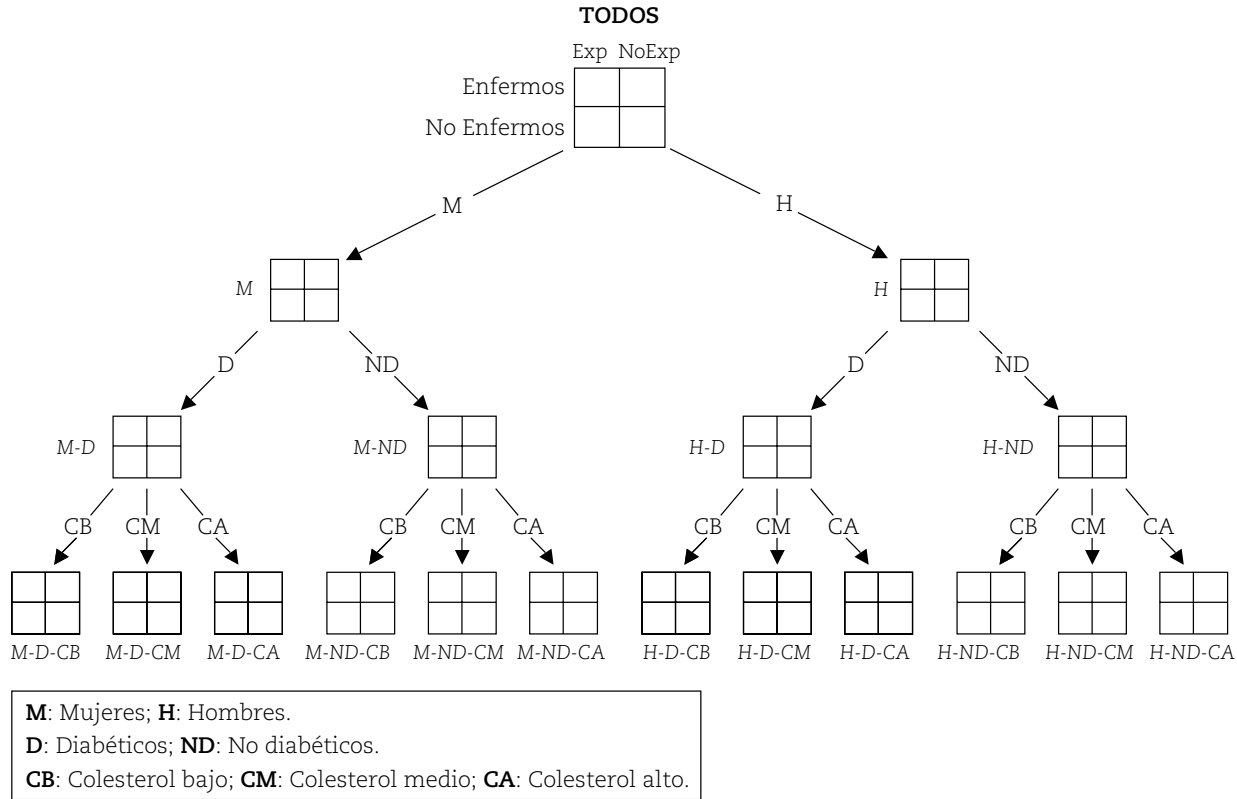 TODOS
Exp NoExp
Enfermos
No Enfermos
M H
M H
D ND D ND
M-D M-ND H-D H-ND
CB CM CA CB CM CA CB CM CA CB CM CA
M-D-CB M-D-CM M-D-CA M-ND-CB M-ND-CM M-ND-CA H-D-CB H-D-CM H-D-CA H-ND-CB H-ND-CM H-ND-CA
M: Mujeres; H: Hombres.
D: Diabéticos; ND: No diabéticos.
CB: Colesterol bajo; CM: Colesterol medio; CA: Colesterol alto.